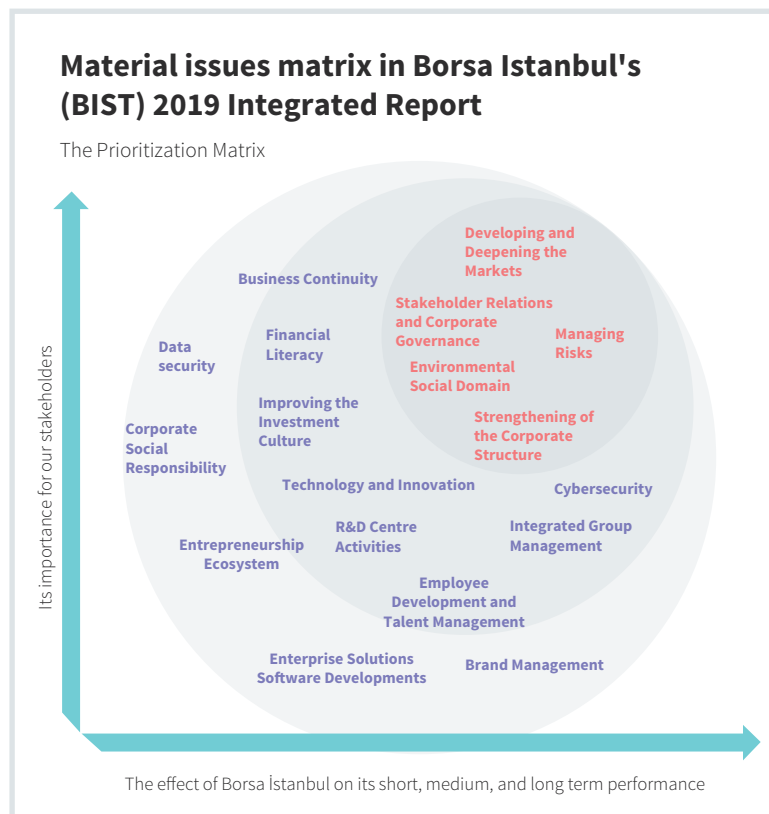 Material issues matrix in Borsa Istanbul's
(BIST) 2019 Integrated Report
The Prioritization Matrix
Its importance for our stakeholders
Developing and
Deepening the
Markets
Business Continuity
Stakeholder Relations
and Corporate
Governance
Managing
Risks
Financial
Literacy
Data
security
Environmental
Social Domain
Improving the
Investment
Culture
Strengthening of
the Corporate
Structure
Corporate
Social
Responsibility
Technology and Innovation
Cybersecurity
R&D Centre
Activities
Integrated Group
Management
Entrepreneurship
Ecosystem
Employee
Development and
Talent Management
Enterprise Solutions
Software Developments
Brand Management
The effect of Borsa İstanbul on its short, medium, and long term performance